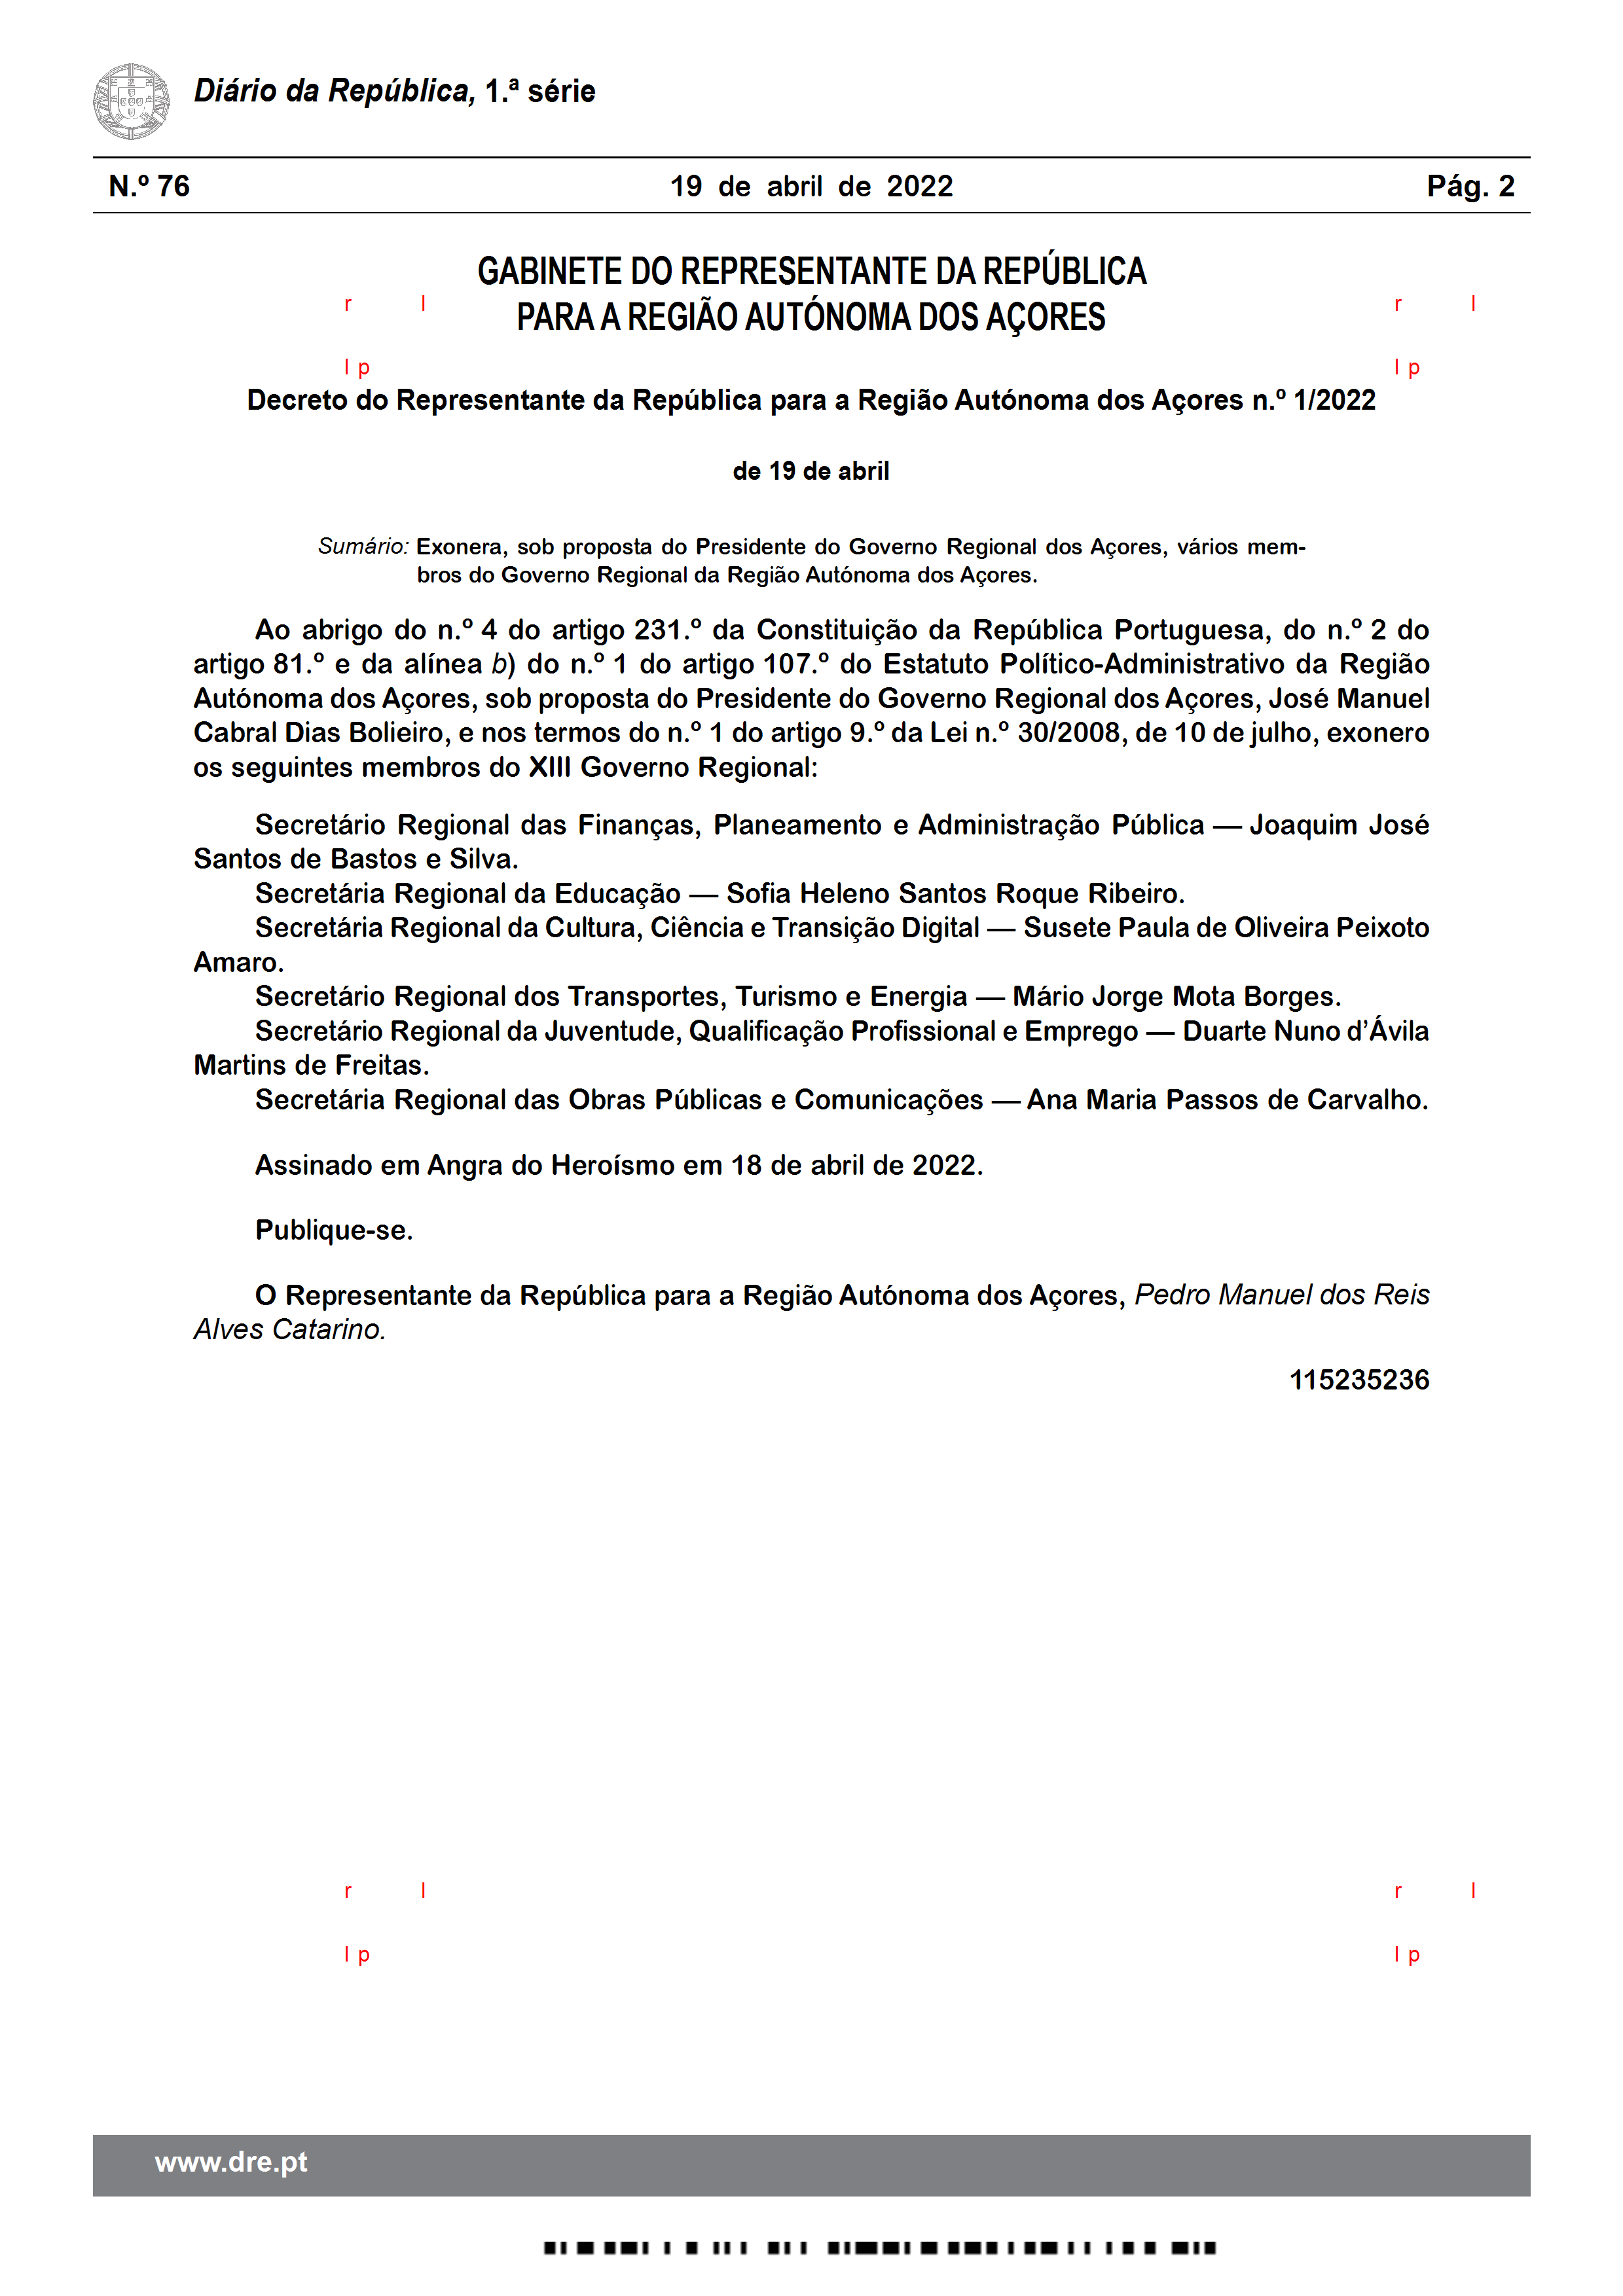 Diário da República, 1.ª série
N.º 76 19 de abril de 2022 Pág. 2
GABINETE DO REPRESENTANTE DA REPÚBLICA
r l r l
PARA A REGIÃO AUTÓNOMA DOS AÇORES
l p l p
Decreto do Representante da República para a Região Autónoma dos Açores n.º 1/2022
de 19 de abril
Sumário: Exonera, sob proposta do Presidente do Governo Regional dos Açores, vários mem-
bros do Governo Regional da Região Autónoma dos Açores.
Ao abrigo do n.º 4 do artigo 231.º da Constituição da República Portuguesa, do n.º 2 do
artigo 81.º e da alínea b) do n.º 1 do artigo 107.º do Estatuto Político-Administrativo da Região
Autónoma dos Açores, sob proposta do Presidente do Governo Regional dos Açores, José Manuel
Cabral Dias Bolieiro, e nos termos do n.º 1 do artigo 9.º da Lei n.º 30/2008, de 10 de julho, exonero
os seguintes membros do XIII Governo Regional:
Secretário Regional das Finanças, Planeamento e Administração Pública — Joaquim José
Santos de Bastos e Silva.
Secretária Regional da Educação — Sofia Heleno Santos Roque Ribeiro.
Secretária Regional da Cultura, Ciência e Transição Digital — Susete Paula de Oliveira Peixoto
Amaro.
Secretário Regional dos Transportes, Turismo e Energia — Mário Jorge Mota Borges.
Secretário Regional da Juventude, Qualificação Profissional e Emprego — Duarte Nuno d’Ávila
Martins de Freitas.
Secretária Regional das Obras Públicas e Comunicações — Ana Maria Passos de Carvalho.
Assinado em Angra do Heroísmo em 18 de abril de 2022.
Publique-se.
O Representante da República para a Região Autónoma dos Açores, Pedro Manuel dos Reis
Alves Catarino.
115235236
r l r l
l p l p
www.dre.pt